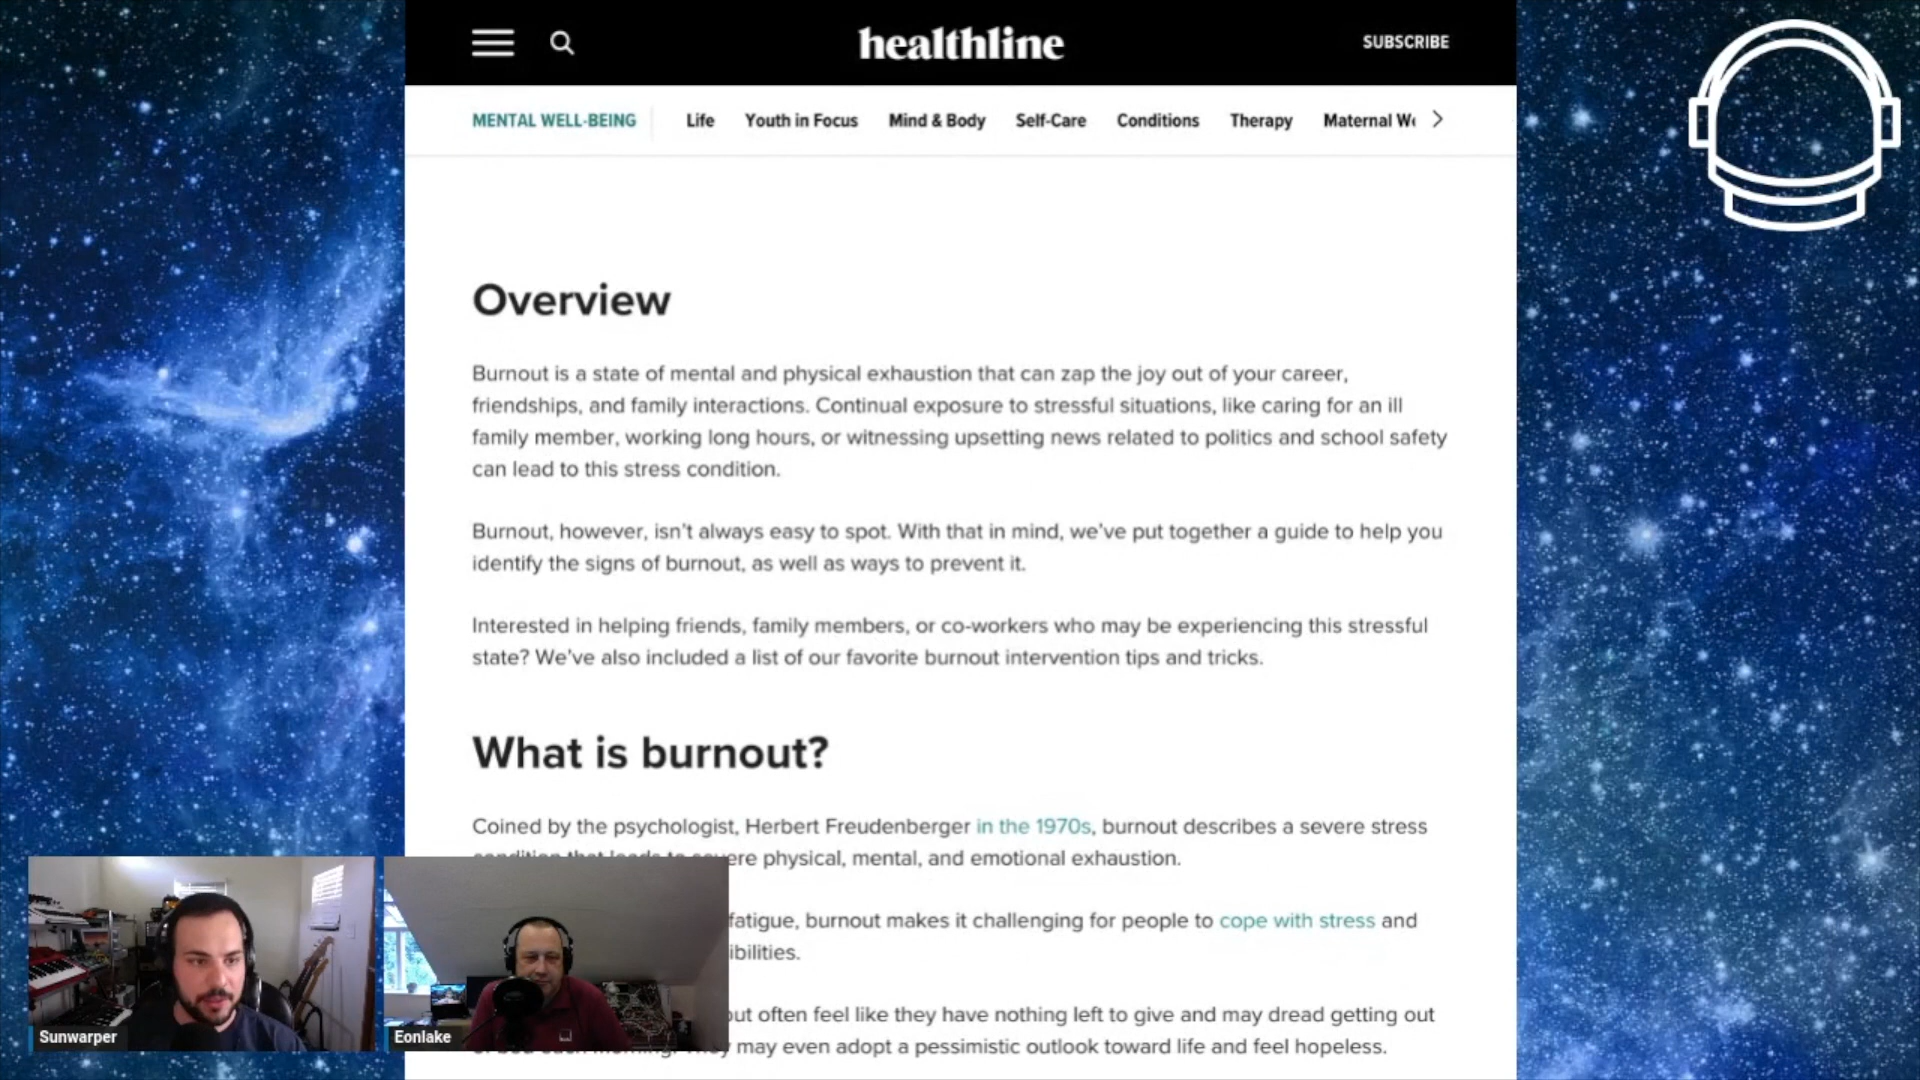 healthline
SUBSCRIBE
MENTAL WELL-BEING Life Youth in Focus Mind & Body Self-Care Conditions Therapy Maternal We
Overview
Burnout is a state of mental and physical exhaustion that can zap the joy out of your career,
friendships, and family interactions. Continual exposure to stressful situations, like caring for an ill
family member, working long hours, or witnessing upsetting news related to politics and school safety
can lead to this stress condition.
Burnout, however, isn't always easy to spot. With that in mind, we've put together a guide to help you
identify the signs of burnout, as well as ways to prevent it.
Interested in helping friends, family members, or co-workers who may be experiencing this stressful
state? We've also included a list of our favorite burnout intervention tips and tricks.
What is burnout?
Coined by the psychologist, Herbert Freudenberger in the 1970s, burnout describes a severe stress
condition that leads to severe physical, mental, and emotional exhaustion.
fatigue, burnout makes it challenging for people to cope with stress and
ibilities.
out often feel like they have nothing left to give and may dread getting out
may even adopt a pessimistic outlook toward life and feel hopeless.
Sunwarper
Eonlake